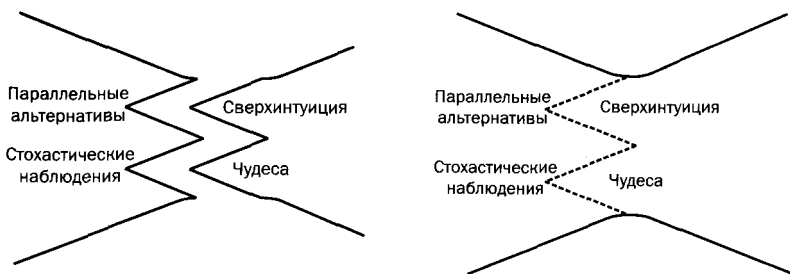 Параллельные
альтернативы
Сверхинтуиция
Стохастические
наблюдения
Чудеса
Параллельные
альтернативы
Сверхинтуиция
Стохастические
наблюдения
Чудеса